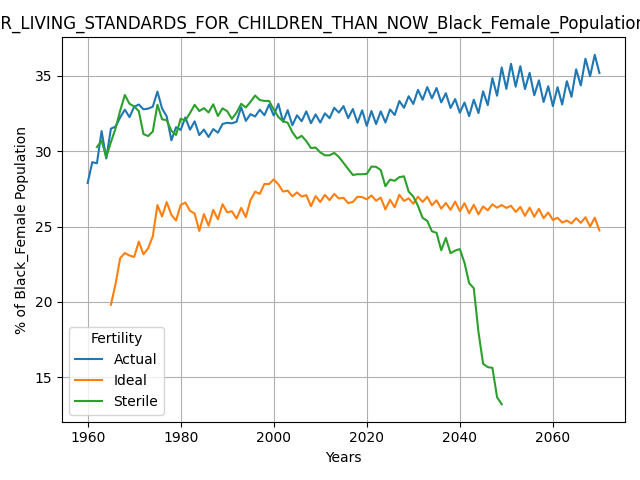 R_LIVING_STANDARDS_FOR_CHILDREN_THAN_NOW_Black_Female_Population
% of Black_Female Population
35
30
25
20
15
Fertility
Actual
Ideal
Sterile
1960 1980 2000 2020 2040 2060
Years